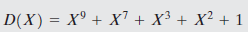 D(X) = X⁹ + X⁷ + X³ + X² + 1